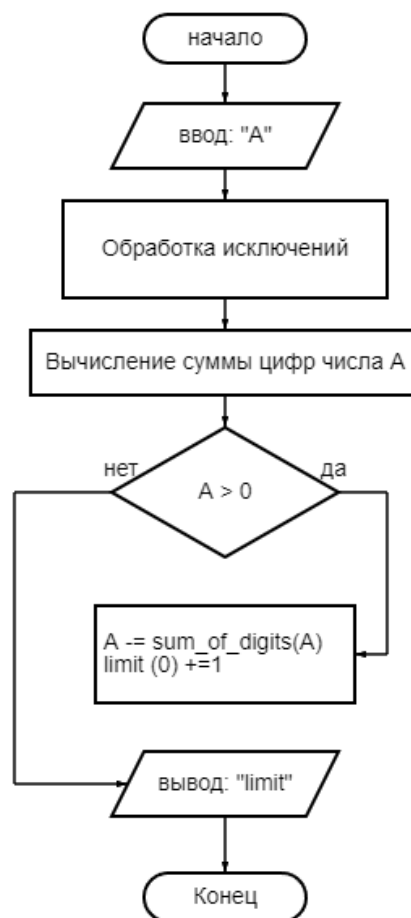 начало
ввод: "A"
Обработка исключений
Вычисление суммы цифр числа A
нет
да
A > 0
A -= sum_of_digits(A)
limit (0) +=1
вывод: "limit"
Конец